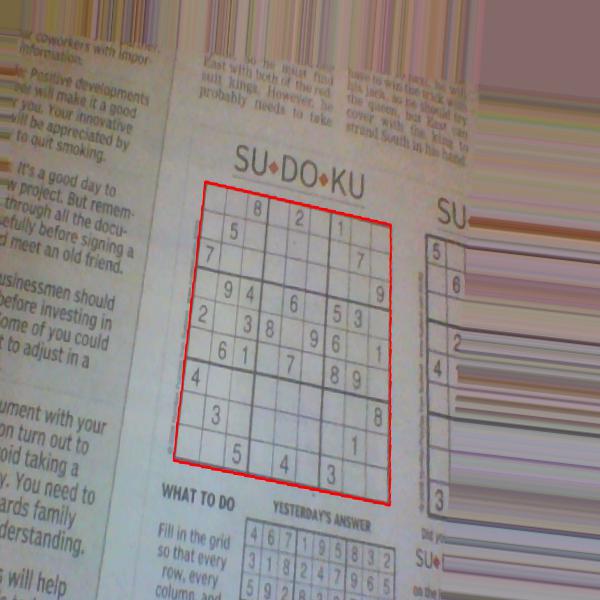 coworkers with impor-
information.
Positive developments
will make it a good
you. Your innovative
will be appreciated by
to quit smoking.
It's a good day to
w project. But remem-
through all the docu-
sefully before signing a
d meet an old friend.
usinessmen should
before investing in
ome of you could
t to adjust in a
ument with your
on turn out to
oid taking a
y. You need to
ards family
derstanding.
s will help
East with both of the red
suit kings. However, he
probably needs to take
have to win the trick with
his jack, so he should try
the queen, but East can
cover with the king to
strand South in his hand.
SU◆DO◆KU
8 2 1
5 7
7 9
9 4 6 5 3
2 3 8 9 6 1
6 1 7 8 9
4 8
3 1
5 4 3
WHAT TO DO
Fill in the grid
so that every
row, every
column, and
YESTERDAY'S ANSWER
4 6 7 1 9 5 8 3 2
3 1 8 2 4 7 9 6 5
5 9 2 8 3
SU
5
6
2
4
3
SU◆
on the